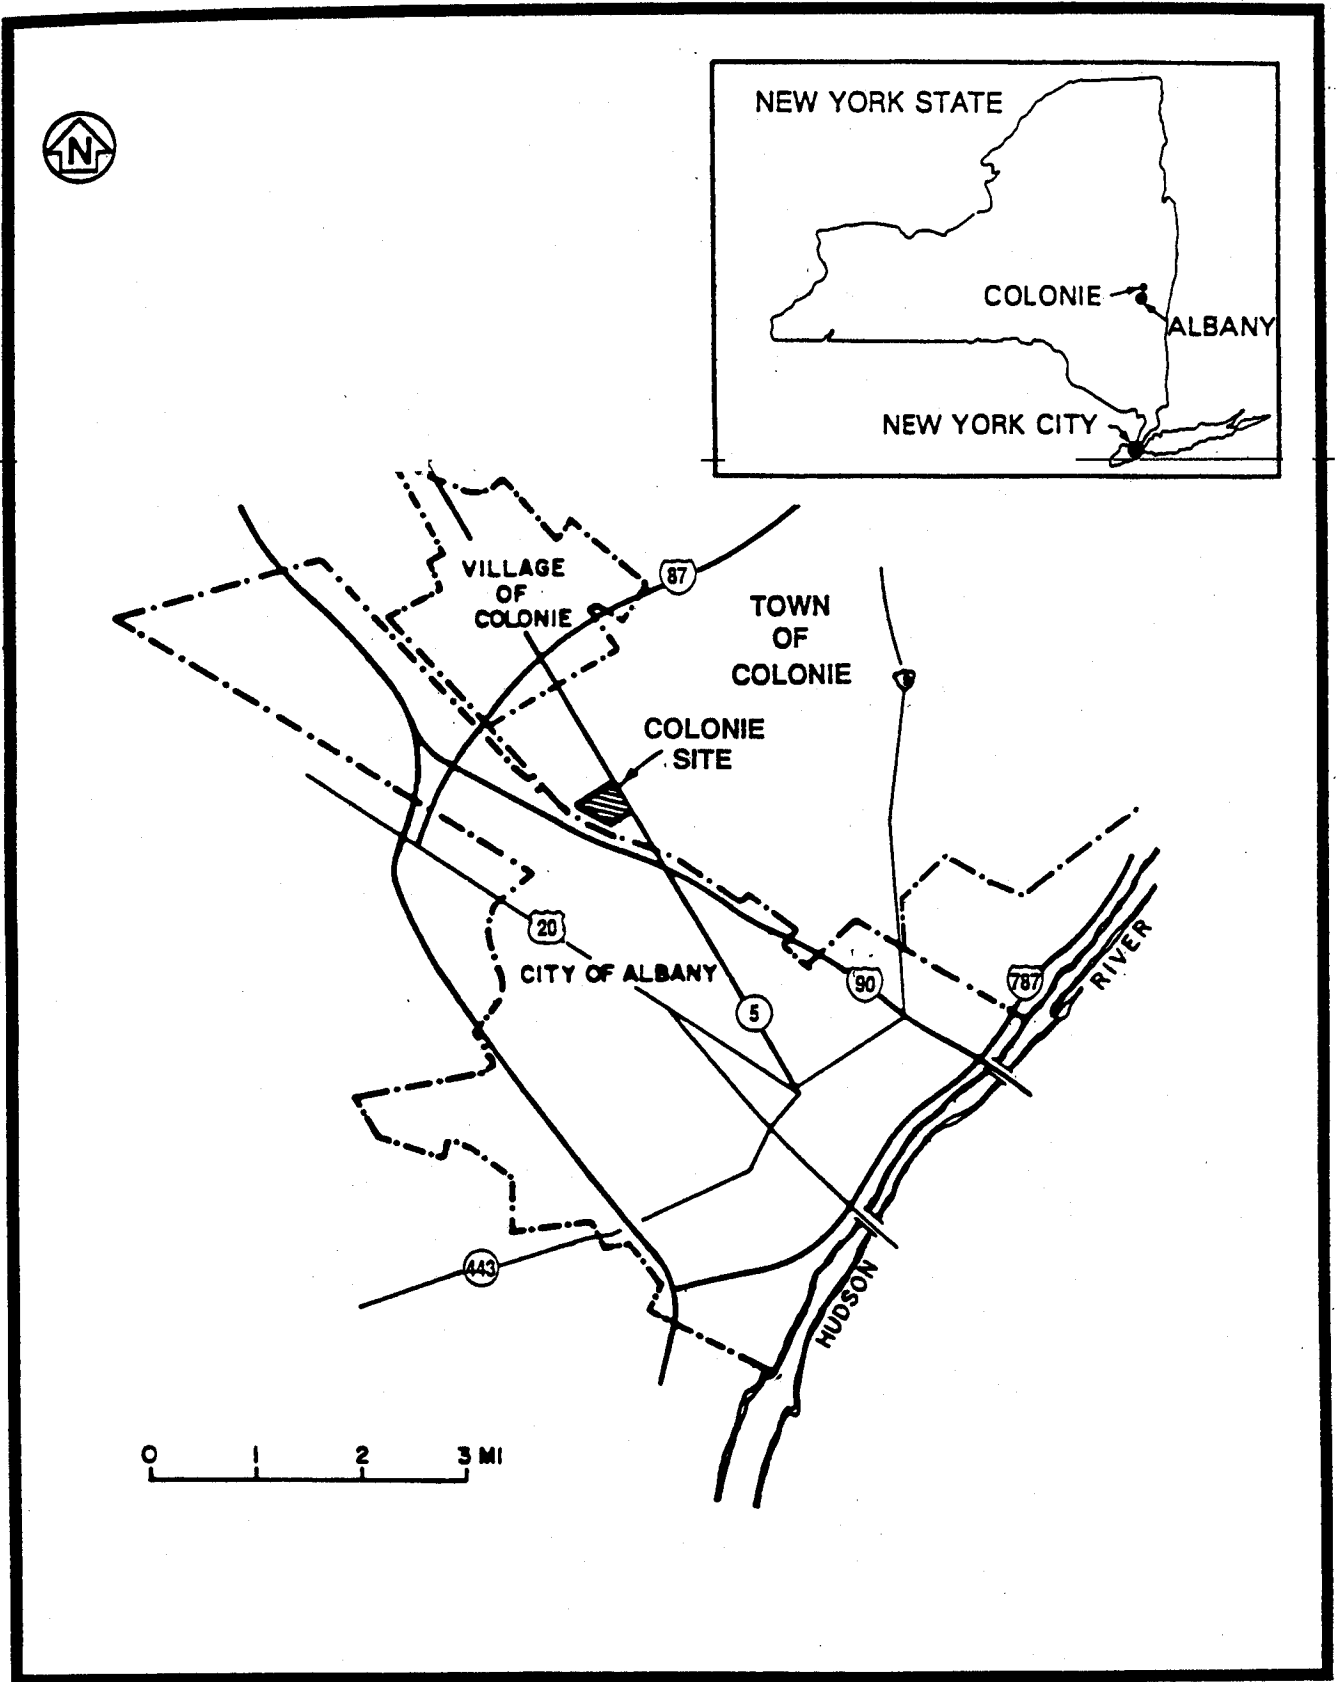 N
NEW YORK STATE
COLONIE
ALBANY
NEW YORK CITY
VILLAGE
OF
COLONIE
87
TOWN
OF
COLONIE
COLONIE
SITE
20
CITY OF ALBANY
5
90
787
RIVER
HUDSON
443
0 1 2 3 MI